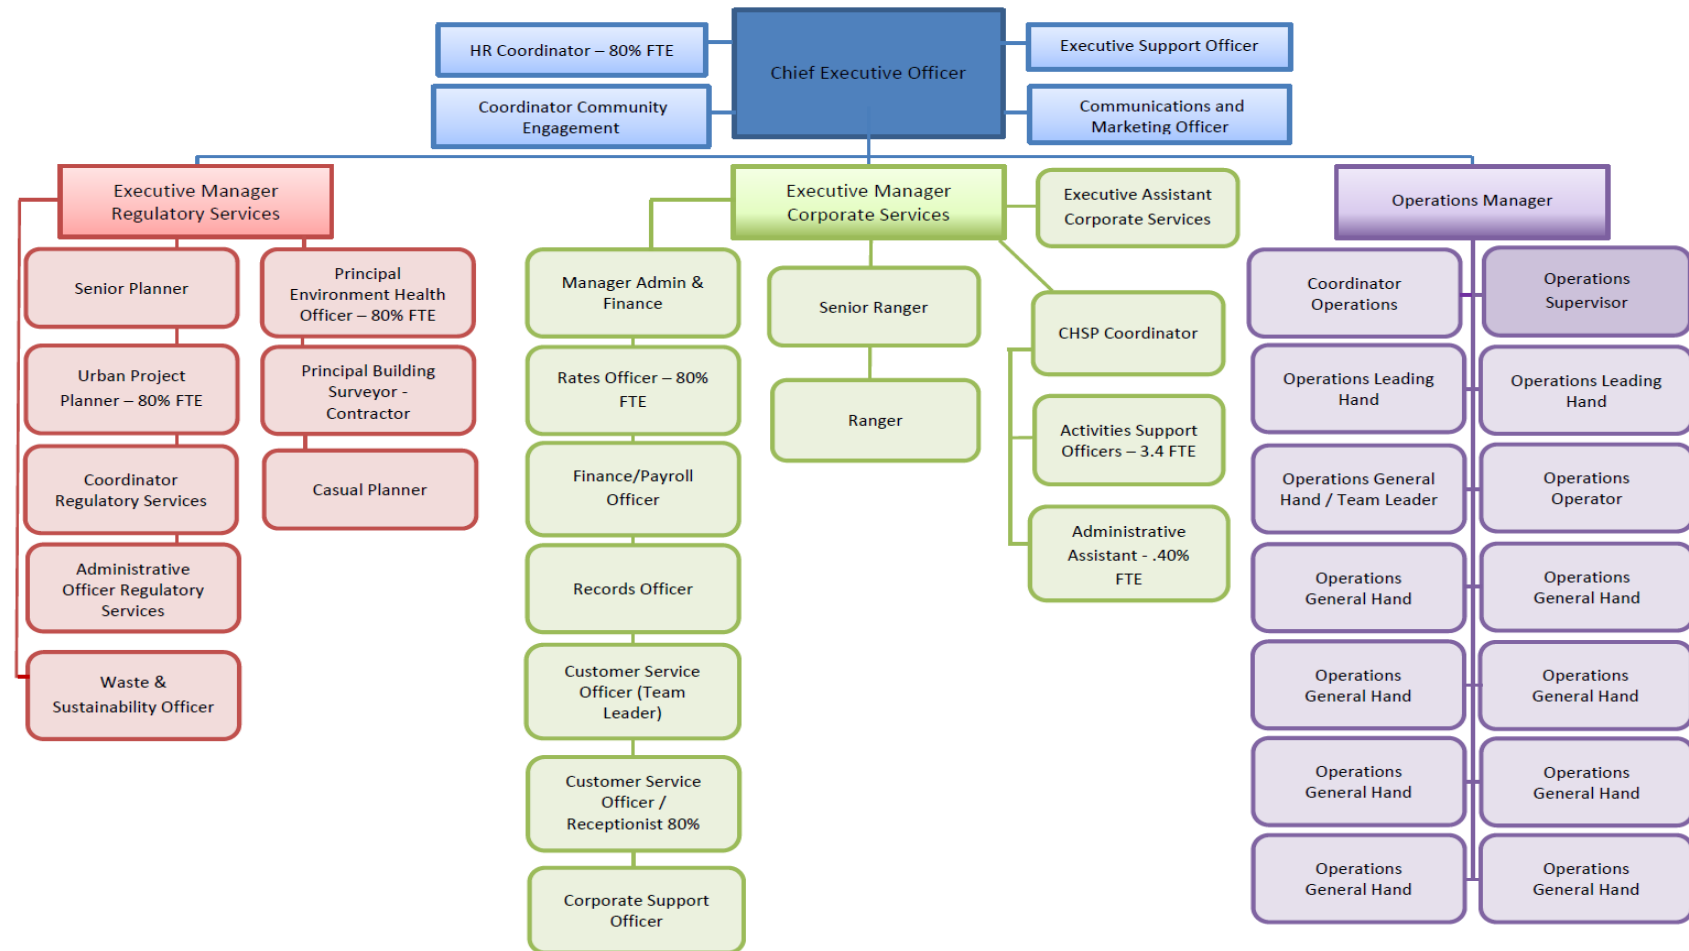 HR Coordinator – 80% FTE
Chief Executive Officer
Executive Support Officer
Coordinator Community
Engagement
Communications and
Marketing Officer
Executive Manager
Regulatory Services
Senior Planner
Urban Project
Planner – 80% FTE
Coordinator
Regulatory Services
Administrative
Officer Regulatory
Services
Waste &
Sustainability Officer
Principal
Environment Health
Officer – 80% FTE
Principal Building
Surveyor -
Contractor
Casual Planner
Executive Manager
Corporate Services
Executive Assistant
Corporate Services
Manager Admin &
Finance
Rates Officer – 80%
FTE
Finance/Payroll
Officer
Records Officer
Customer Service
Officer (Team
Leader)
Customer Service
Officer /
Receptionist 80%
Corporate Support
Officer
Senior Ranger
Ranger
CHSP Coordinator
Activities Support
Officers – 3.4 FTE
Administrative
Assistant - .40%
FTE
Operations Manager
Coordinator
Operations
Operations
Supervisor
Operations Leading
Hand
Operations Leading
Hand
Operations General
Hand / Team Leader
Operations
Operator
Operations
General Hand
Operations
General Hand
Operations
General Hand
Operations
General Hand
Operations
General Hand
Operations
General Hand
Operations
General Hand
Operations
General Hand